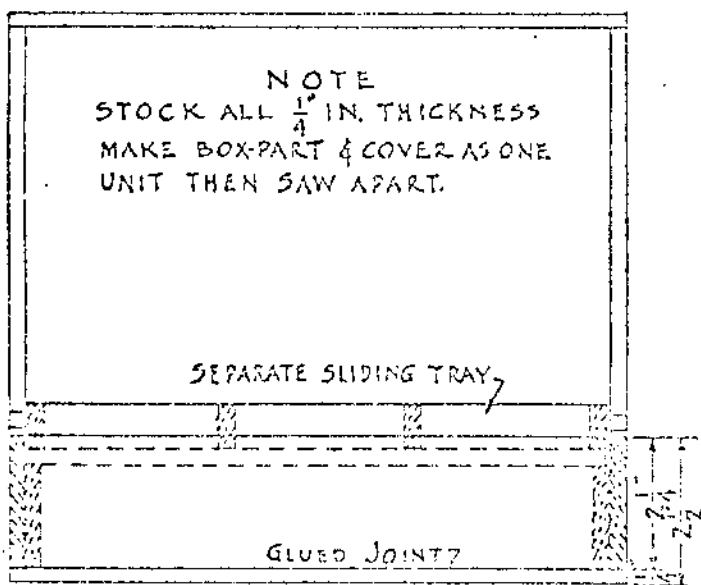 NOTE
STOCK ALL 1/4" IN. THICKNESS
MAKE BOX-PART & COVER AS ONE
UNIT THEN SAW APART.
SEPARATE SLIDING TRAY
GLUED JOINT